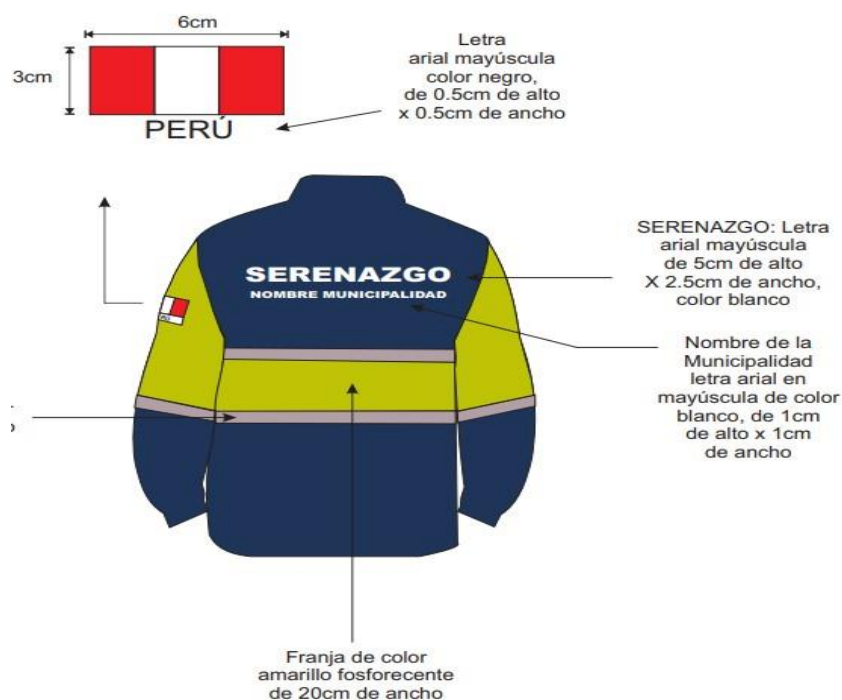 6cm
3cm
PERÚ
Letra
arial mayúscula
color negro,
de 0.5cm de alto
x 0.5cm de ancho
SERENAZGO
NOMBRE MUNICIPALIDAD
SERENAZGO: Letra
arial mayúscula
de 5cm de alto
X 2.5cm de ancho,
color blanco
Nombre de la
Municipalidad
letra arial en
mayúscula de color
blanco, de 1cm
de alto x 1cm
de ancho
Franja de color
amarillo fosforecente
de 20cm de ancho